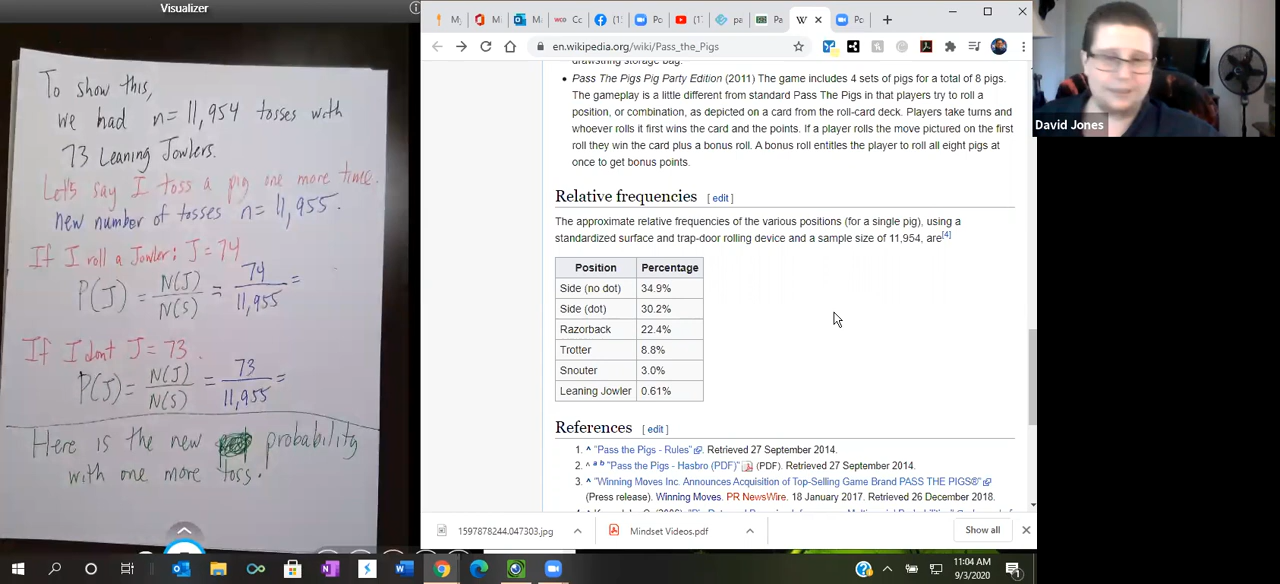 Visualizer
To show this,
we had n=11,954 tosses with
73 Leaning Jowlers.
Let's say I toss a pig one more time.
new number of tosses n=11,955.
If I roll a Jowler: J = 74
P(J) = N(J)/N(S) = 74/11,955 =
If I dont J = 73.
P(J) = N(J)/N(S) = 73/11,955 =
Here is the new probability
with one more toss.
en.wikipedia.org/wiki/Pass_the_Pigs
drawstring storage bag.
• Pass The Pigs Pig Party Edition (2011) The game includes 4 sets of pigs for a total of 8 pigs.
The gameplay is a little different from standard Pass The Pigs in that players try to roll a
position, or combination, as depicted on a card from the roll-card deck. Players take turns and
whoever rolls it first wins the card and the points. If a player rolls the move pictured on the first
roll they win the card plus a bonus roll. A bonus roll entitles the player to roll all eight pigs at
once to get bonus points.
Relative frequencies [ edit ]
The approximate relative frequencies of the various positions (for a single pig), using a
standardized surface and trap-door rolling device and a sample size of 11,954, are[4]
Position Percentage
Side (no dot) 34.9%
Side (dot) 30.2%
Razorback 22.4%
Trotter 8.8%
Snouter 3.0%
Leaning Jowler 0.61%
References [ edit ]
1. ^ "Pass the Pigs - Rules". Retrieved 27 September 2014.
2. ^ a b "Pass the Pigs - Hasbro (PDF)" (PDF). Retrieved 27 September 2014.
3. ^ "Winning Moves Inc. Announces Acquisition of Top-Selling Game Brand PASS THE PIGS®"
(Press release). Winning Moves. PR NewsWire. 18 January 2017. Retrieved 26 December 2018.
1597878244.047303.jpg
Mindset Videos.pdf
Show all
11:04 AM
9/3/2020
David Jones